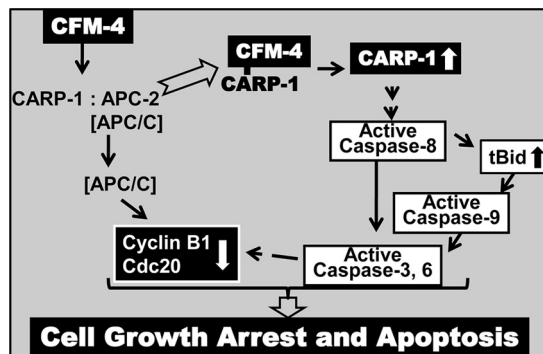 CFM-4
CFM-4
CARP-1
CARP-1
CARP-1 : APC-2
[APC/C]
Active
Caspase-8
tBid
[APC/C]
Active
Caspase-9
Cyclin B1
Cdc20
Active
Caspase-3, 6
Cell Growth Arrest and Apoptosis